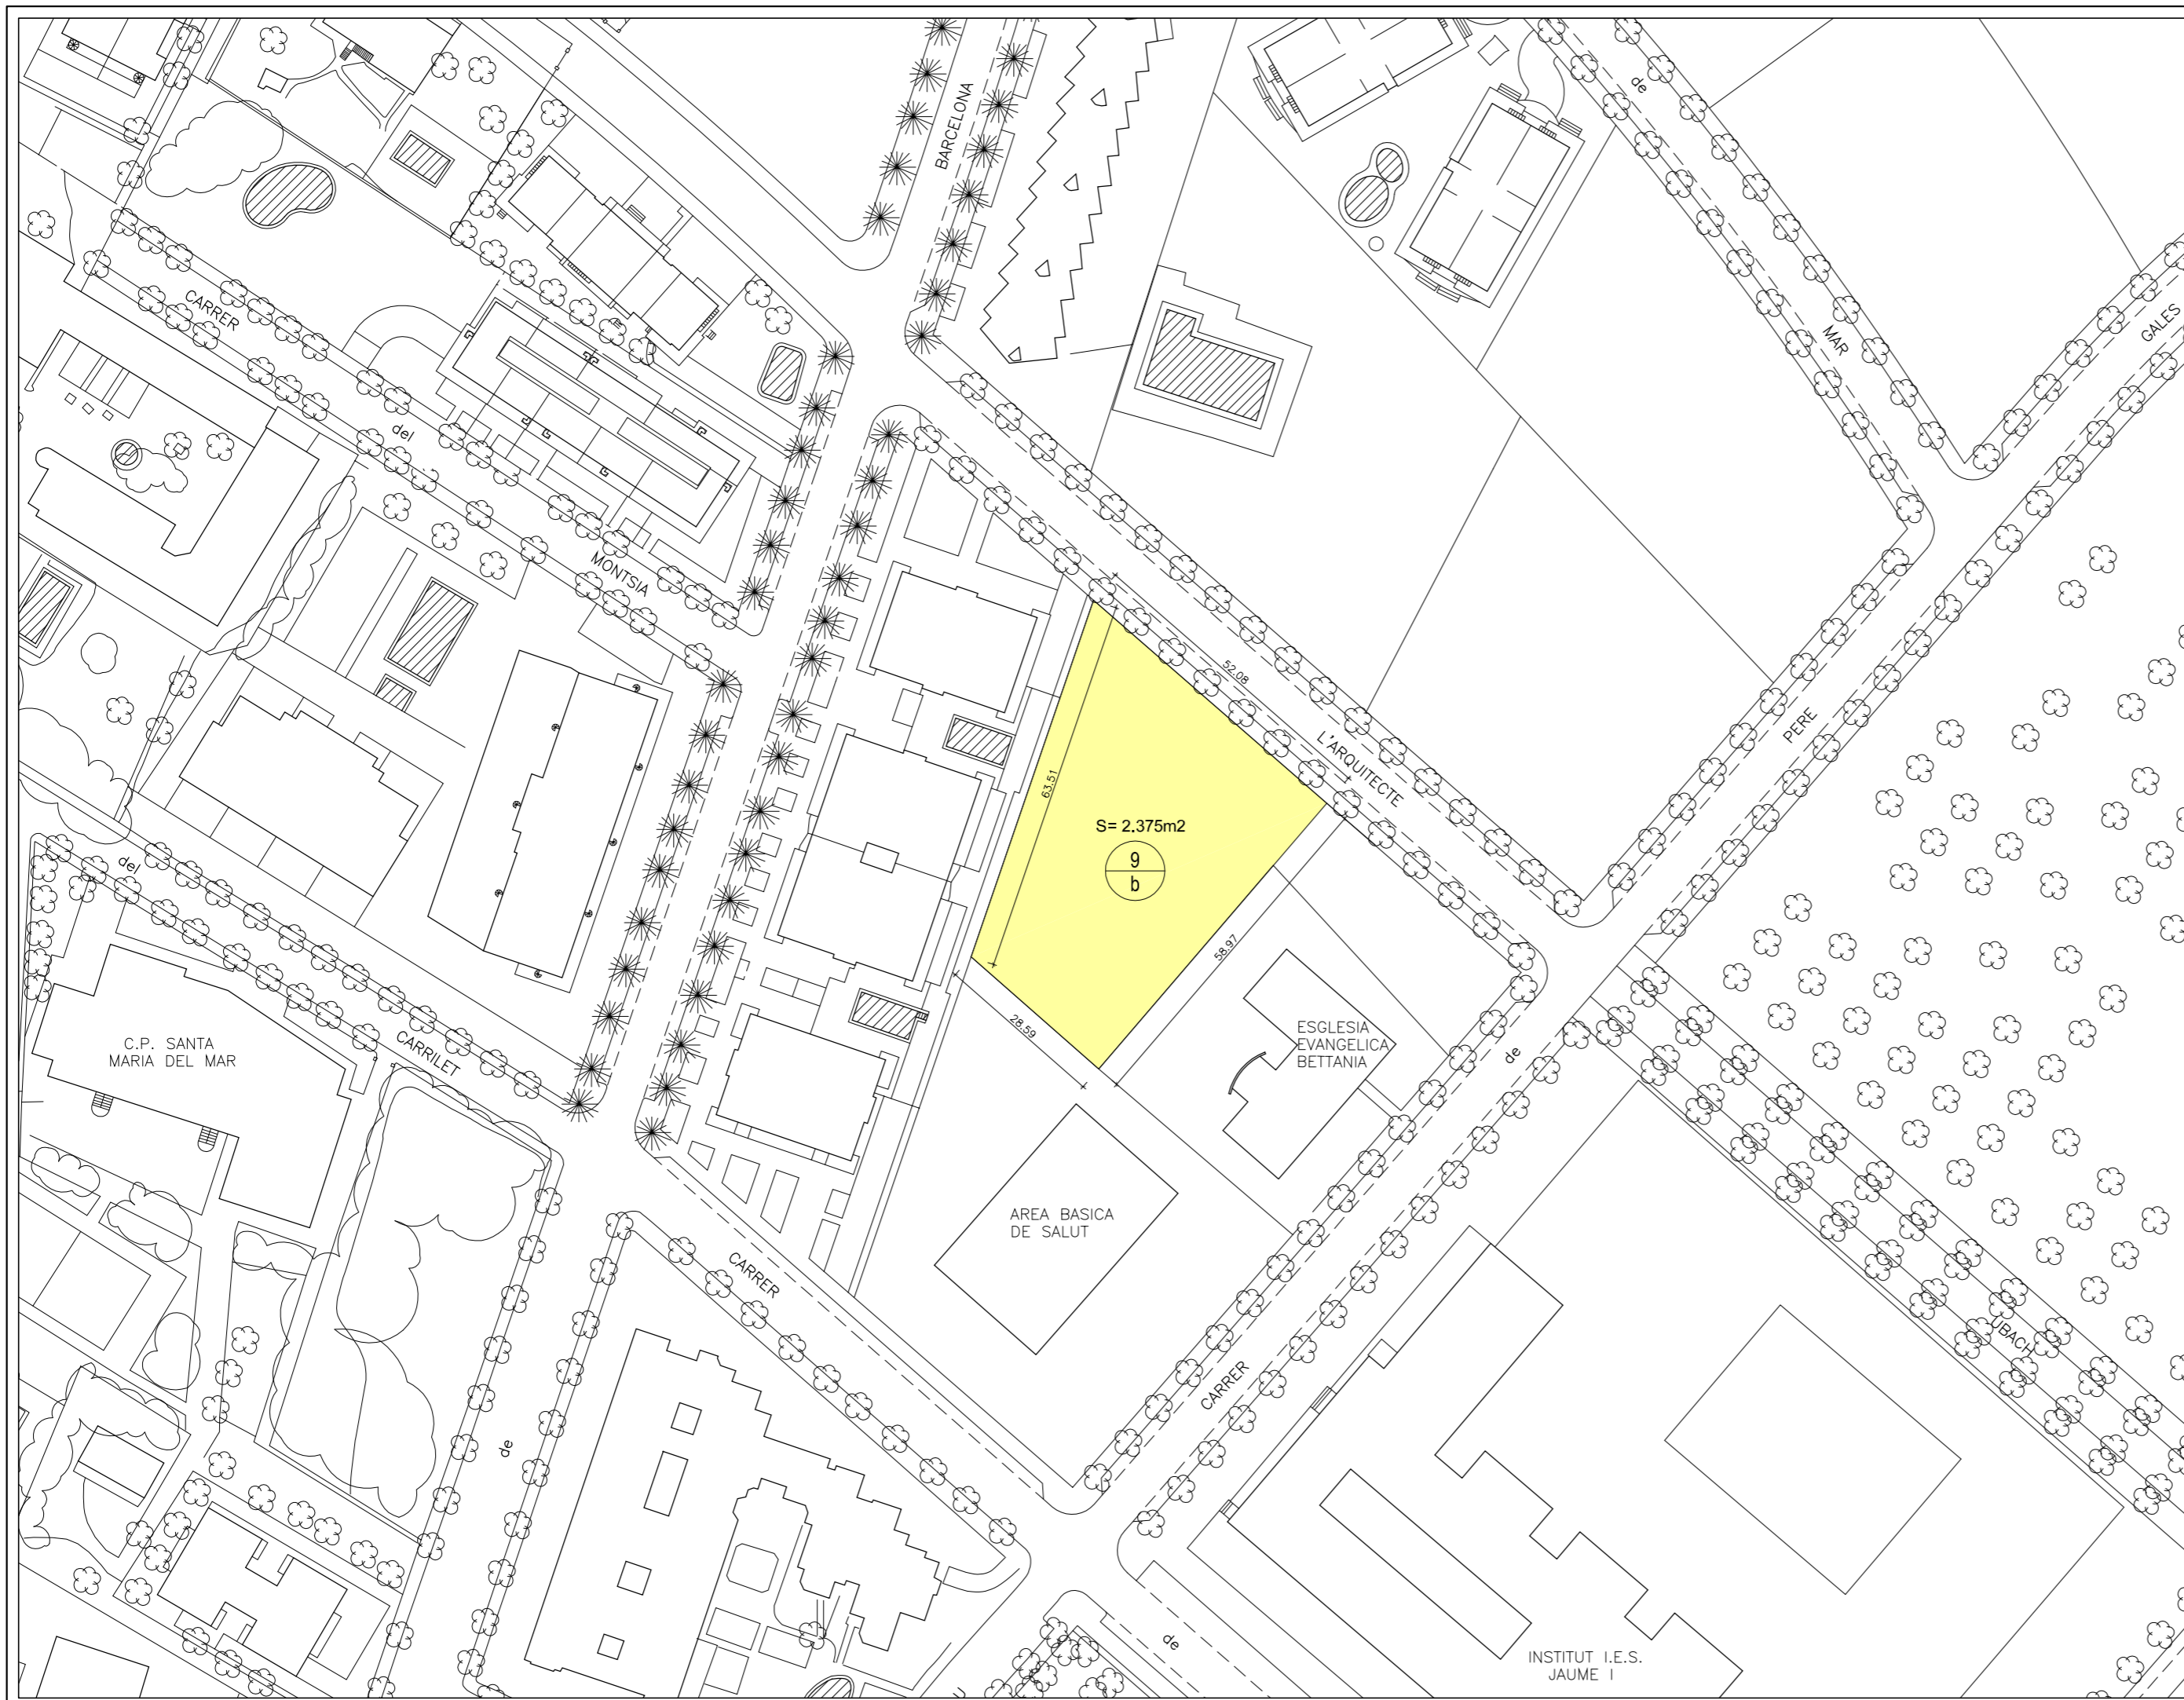 BARCELONA
de
CARRER
MAR
GALES
del
MONTSIA
52.08
L'ARQUITECTE
PERE
63.51
S= 2.375m2
9
b
del
58.97
28.59
C.P. SANTA
MARIA DEL MAR
CARRILET
ESGLESIA
EVANGELICA
BETTANIA
de
AREA BASICA
DE SALUT
CARRER
UBACH
CARRER
de
de
INSTITUT I.E.S.
JAUME I